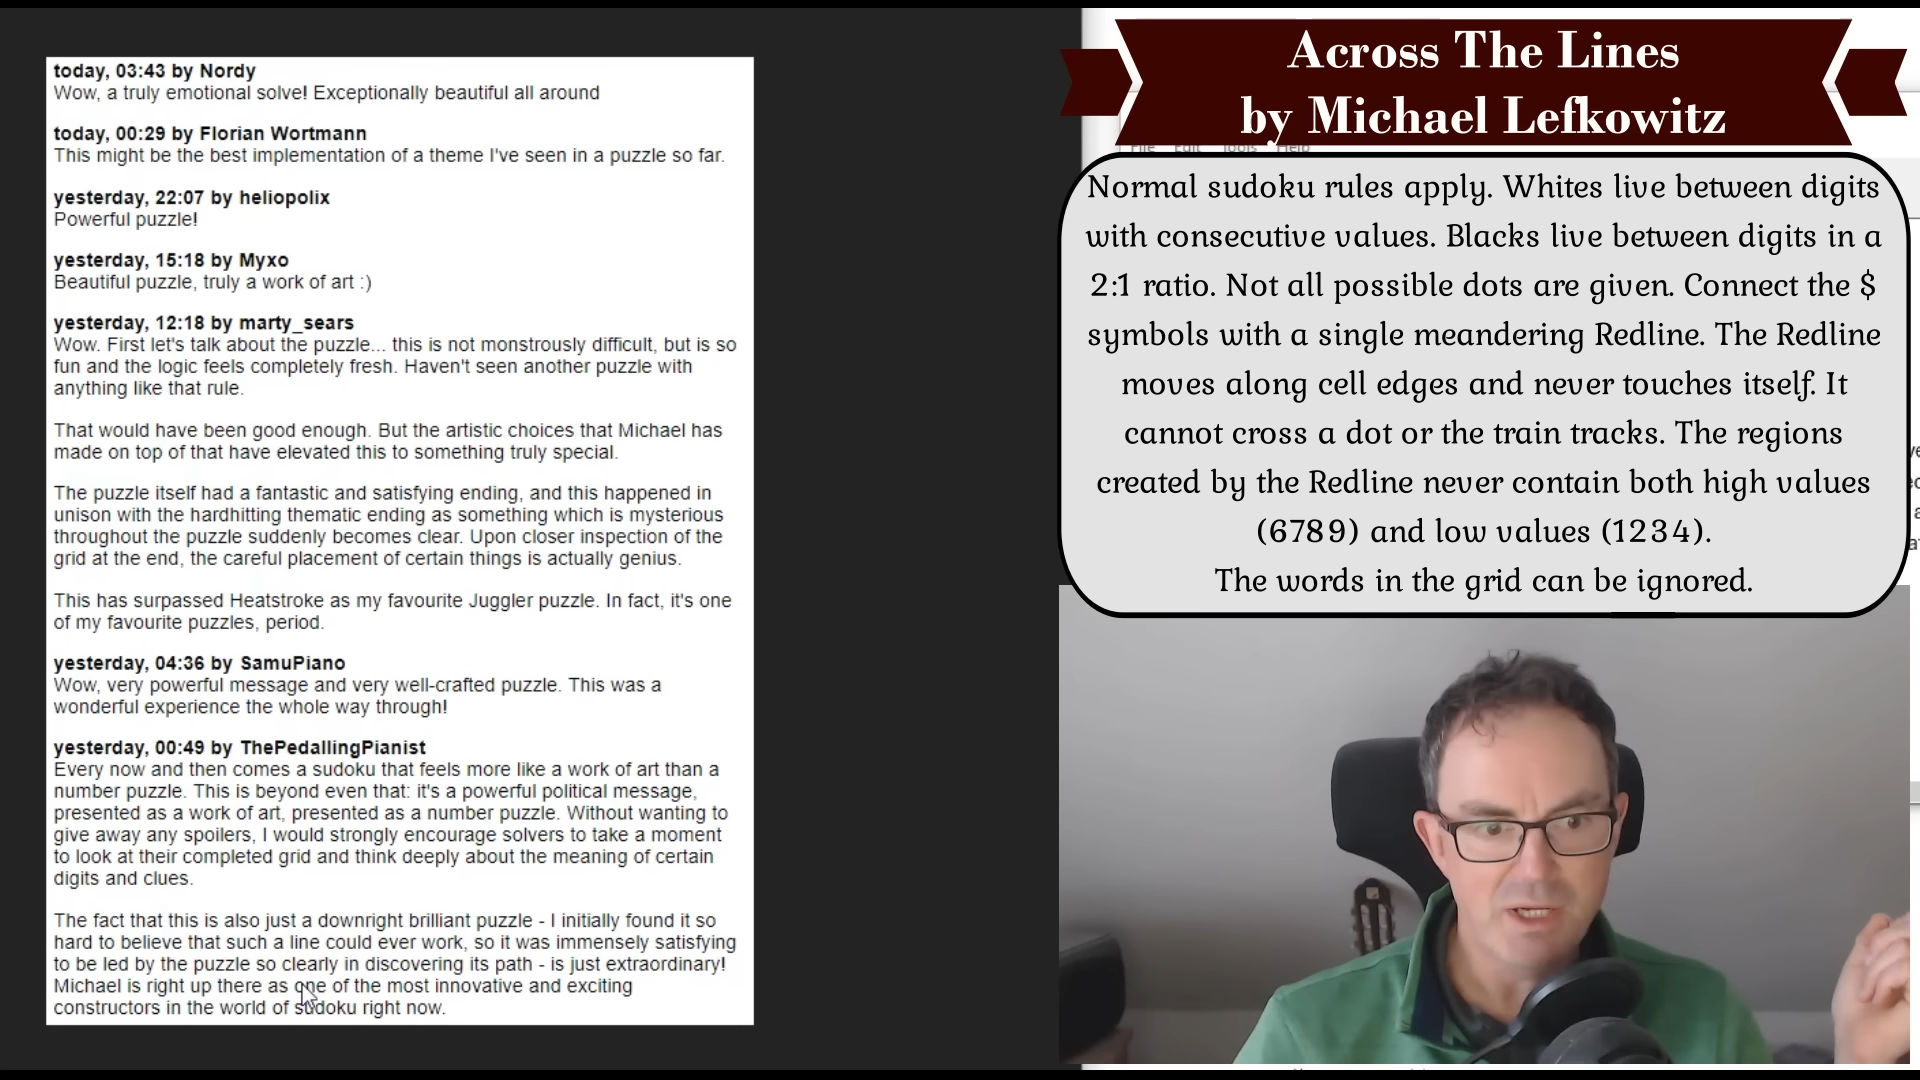 today, 03:43 by Nordy
Wow, a truly emotional solve! Exceptionally beautiful all around
today, 00:29 by Florian Wortmann
This might be the best implementation of a theme I've seen in a puzzle so far.
yesterday, 22:07 by heliopolix
Powerful puzzle!
yesterday, 15:18 by Myxo
Beautiful puzzle, truly a work of art :)
yesterday, 12:18 by marty_sears
Wow. First let's talk about the puzzle... this is not monstrously difficult, but is so
fun and the logic feels completely fresh. Haven't seen another puzzle with
anything like that rule.
That would have been good enough. But the artistic choices that Michael has
made on top of that have elevated this to something truly special.
The puzzle itself had a fantastic and satisfying ending, and this happened in
unison with the hardhitting thematic ending as something which is mysterious
throughout the puzzle suddenly becomes clear. Upon closer inspection of the
grid at the end, the careful placement of certain things is actually genius.
This has surpassed Heatstroke as my favourite Juggler puzzle. In fact, it's one
of my favourite puzzles, period.
yesterday, 04:36 by SamuPiano
Wow, very powerful message and very well-crafted puzzle. This was a
wonderful experience the whole way through!
yesterday, 00:49 by ThePedallingPianist
Every now and then comes a sudoku that feels more like a work of art than a
number puzzle. This is beyond even that: it's a powerful political message,
presented as a work of art, presented as a number puzzle. Without wanting to
give away any spoilers, I would strongly encourage solvers to take a moment
to look at their completed grid and think deeply about the meaning of certain
digits and clues.
The fact that this is also just a downright brilliant puzzle - I initially found it so
hard to believe that such a line could ever work, so it was immensely satisfying
to be led by the puzzle so clearly in discovering its path - is just extraordinary!
Michael is right up there as one of the most innovative and exciting
constructors in the world of sudoku right now.
Across The Lines
by Michael Lefkowitz
File Edit Tools Help
Normal sudoku rules apply. Whites live between digits
with consecutive values. Blacks live between digits in a
2:1 ratio. Not all possible dots are given. Connect the $
symbols with a single meandering Redline. The Redline
moves along cell edges and never touches itself. It
cannot cross a dot or the train tracks. The regions
created by the Redline never contain both high values
(6789) and low values (1234).
The words in the grid can be ignored.